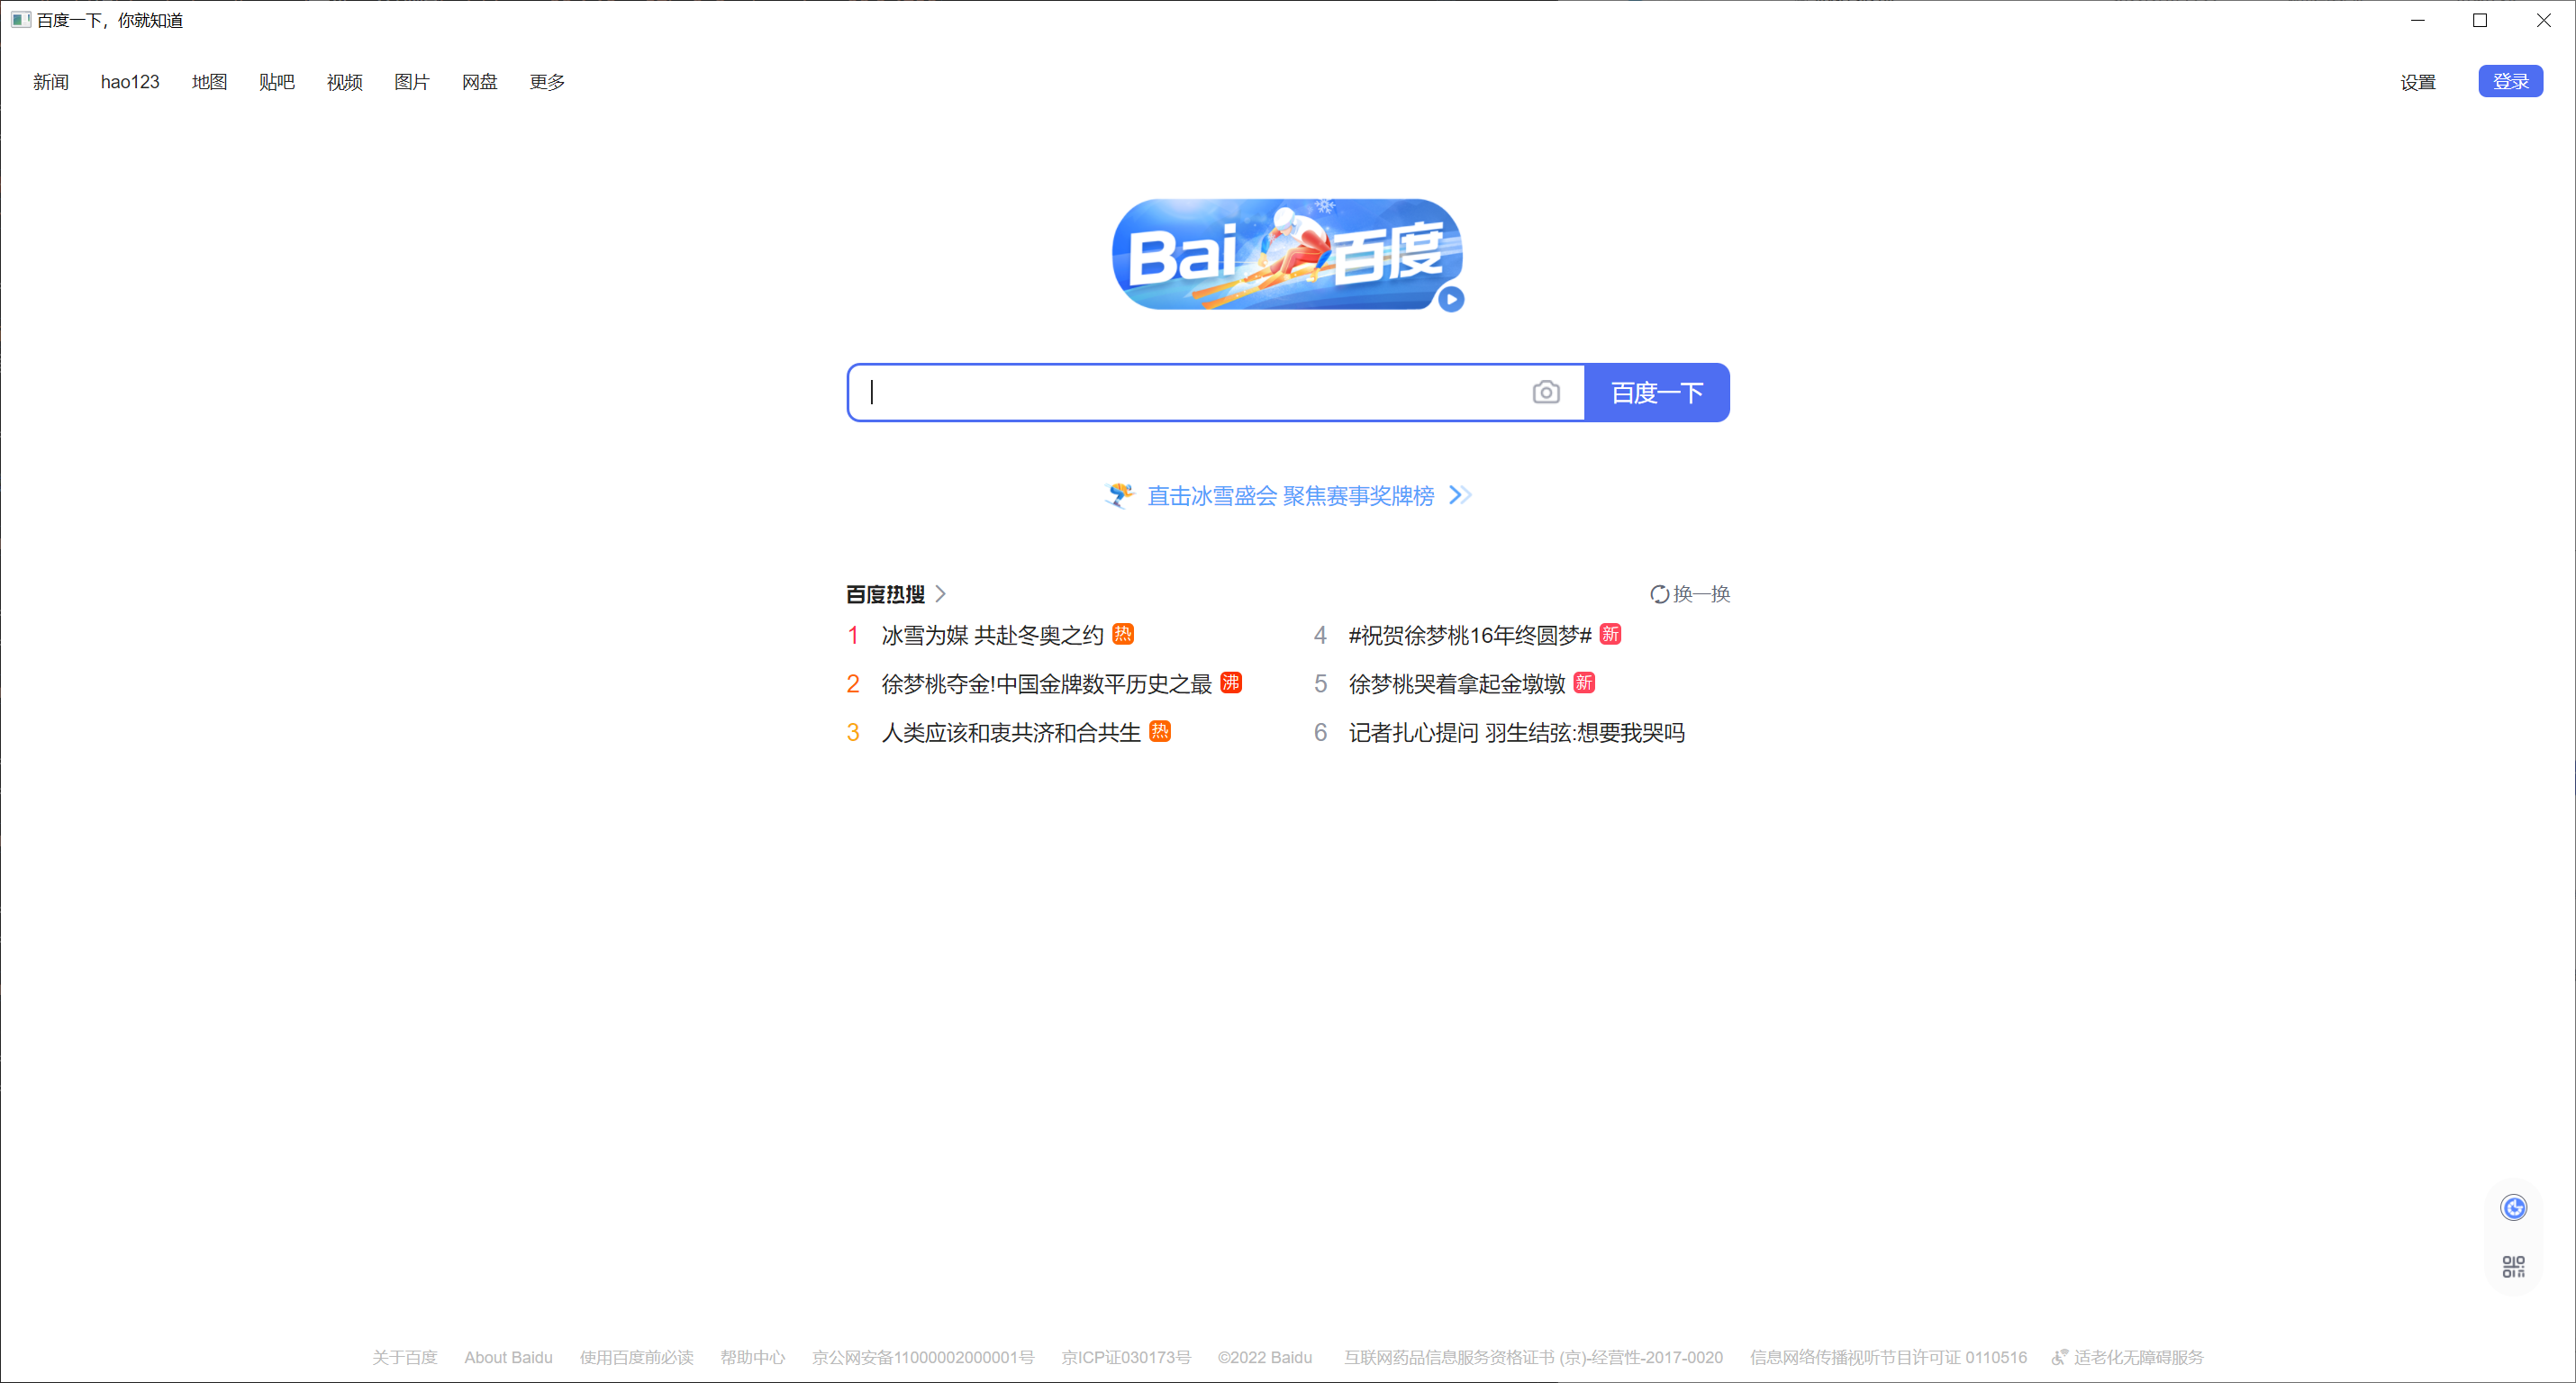 百度一下，你就知道
新闻 hao123 地图 贴吧 视频 图片 网盘 更多 设置 登录
Bai 百度
百度一下
直击冰雪盛会 聚焦赛事奖牌榜
百度热搜 换一换
1 冰雪为媒 共赴冬奥之约 热
2 徐梦桃夺金!中国金牌数平历史之最 沸
3 人类应该和衷共济和合共生 热
4 #祝贺徐梦桃16年终圆梦# 新
5 徐梦桃哭着拿起金墩墩 新
6 记者扎心提问 羽生结弦:想要我哭吗
关于百度 About Baidu 使用百度前必读 帮助中心 京公网安备11000002000001号 京ICP证030173号 ©2022 Baidu 互联网药品信息服务资格证书 (京)-经营性-2017-0020 信息网络传播视听节目许可证 0110516 适老化无障碍服务